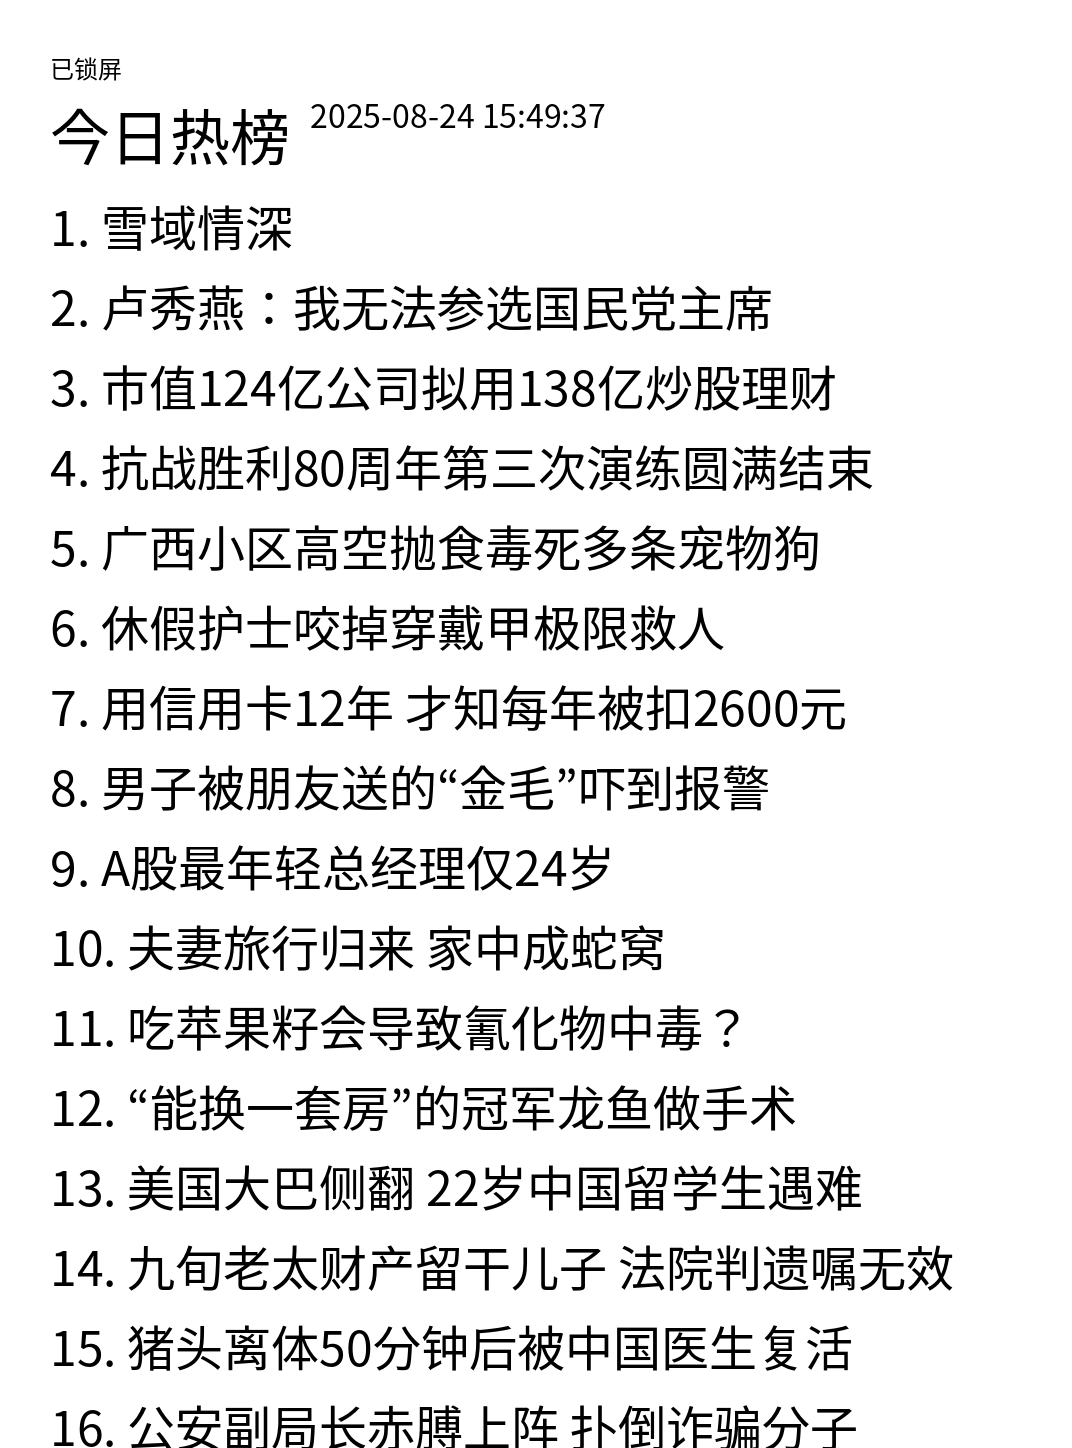 已锁屏
今日热榜 2025-08-24 15:49:37
1. 雪域情深
2. 卢秀燕：我无法参选国民党主席
3. 市值124亿公司拟用138亿炒股理财
4. 抗战胜利80周年第三次演练圆满结束
5. 广西小区高空抛食毒死多条宠物狗
6. 休假护士咬掉穿戴甲极限救人
7. 用信用卡12年 才知每年被扣2600元
8. 男子被朋友送的“金毛”吓到报警
9. A股最年轻总经理仅24岁
10. 夫妻旅行归来 家中成蛇窝
11. 吃苹果籽会导致氰化物中毒？
12. “能换一套房”的冠军龙鱼做手术
13. 美国大巴侧翻 22岁中国留学生遇难
14. 九旬老太财产留干儿子 法院判遗嘱无效
15. 猪头离体50分钟后被中国医生复活
16. 公安副局长赤膊上阵 扑倒诈骗分子